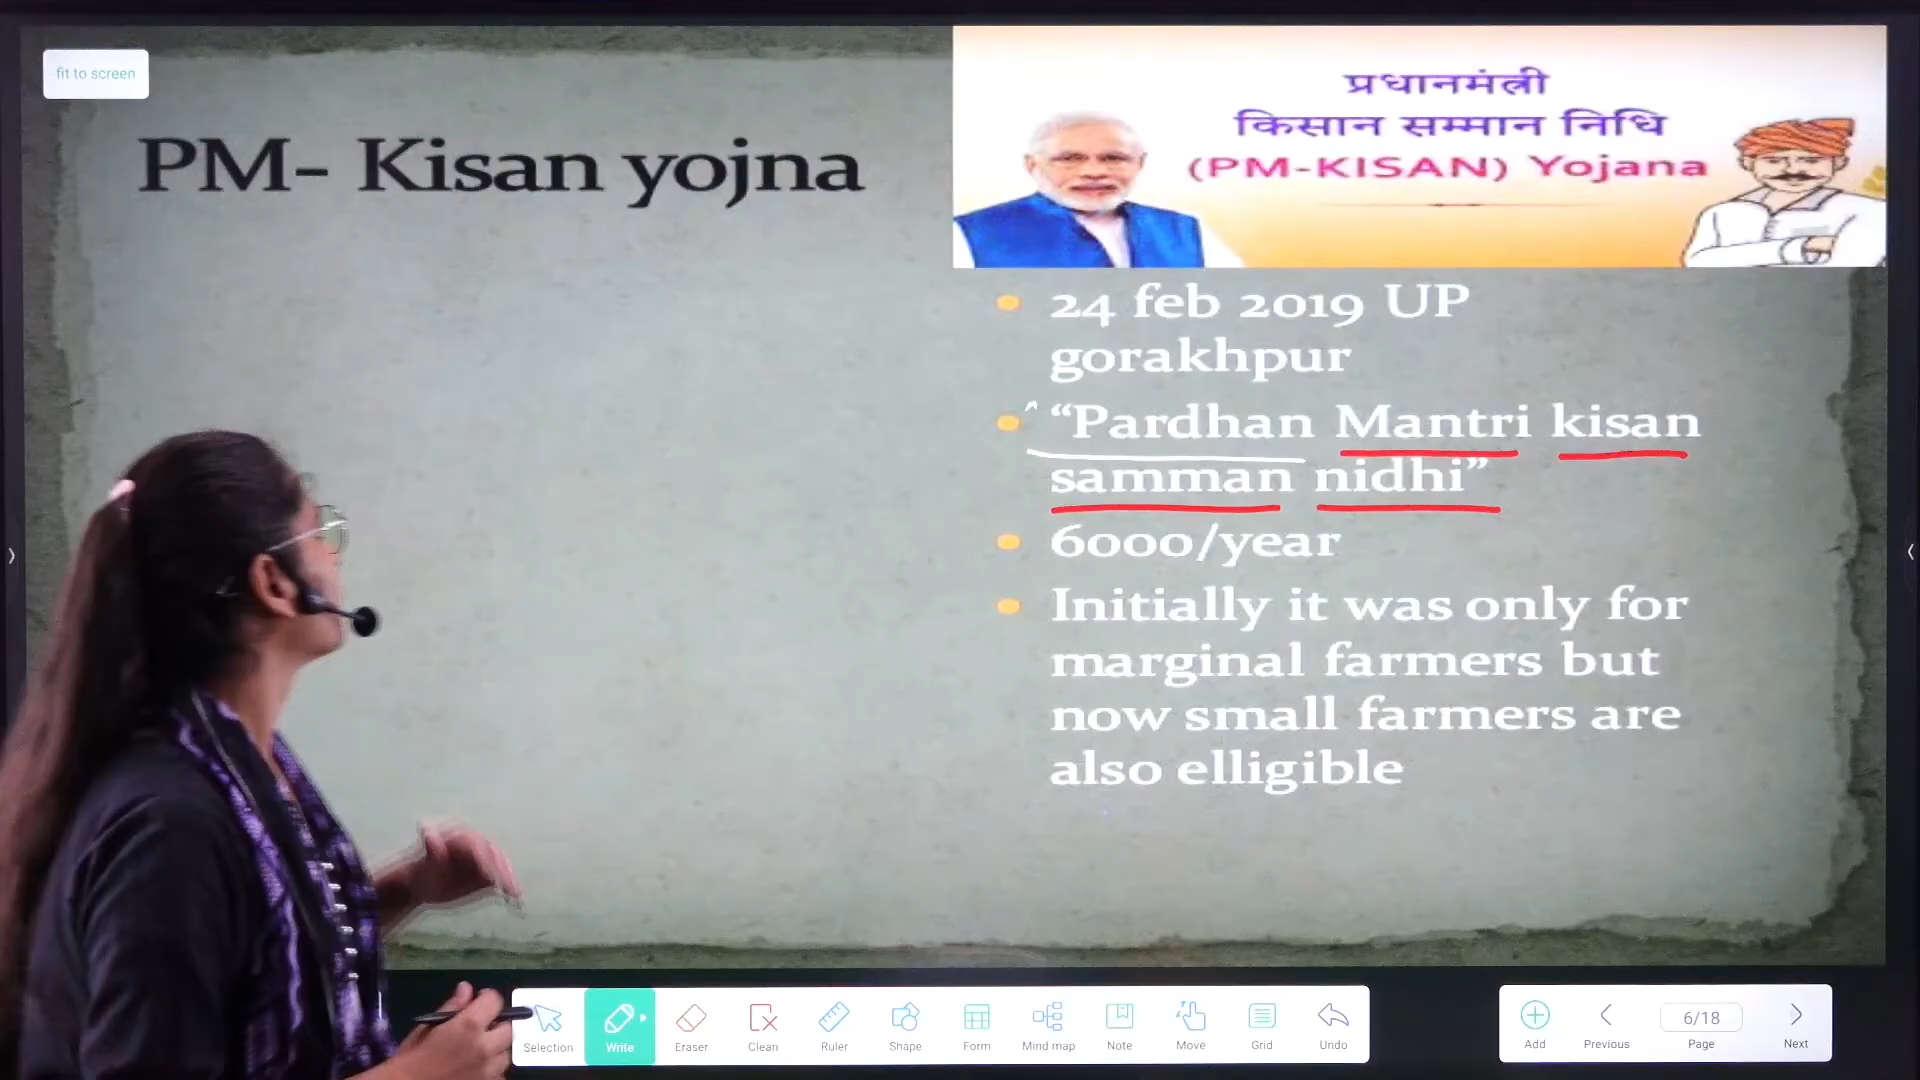 fit to screen
PM- Kisan yojna
प्रधानमंत्री
किसान सम्मान निधि
(PM-KISAN) Yojana
24 feb 2019 UP
gorakhpur
“Pardhan Mantri kisan
samman nidhi”
6000/year
Initially it was only for
marginal farmers but
now small farmers are
also elligible
Selection Write Eraser Clean Ruler Shape Form Mind map Note Move Grid Undo
6/18
Add Previous Page Next